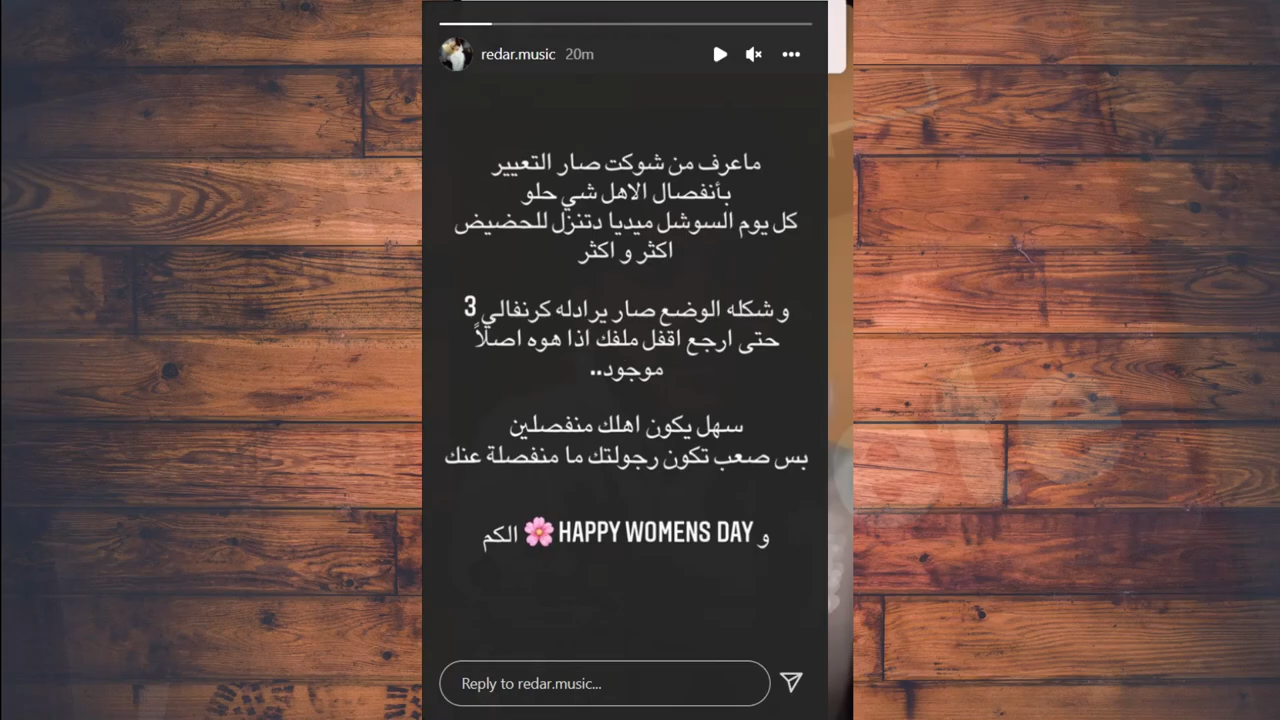 redar.music 20m
ماعرف من شوكت صار التعيير
بأنفصال الاهل شي حلو
كل يوم السوشل ميديا دتنزل للحضيض
اكثر و اكثر
و شكله الوضع صار يرادله كرنفالي 3
حتى ارجع اقفل ملفك اذا هوه اصلاً
موجود..
سهل يكون اهلك منفصلين
بس صعب تكون رجولتك ما منفصلة عنك
و HAPPY WOMENS DAY 🌸 الكم
Reply to redar.music...